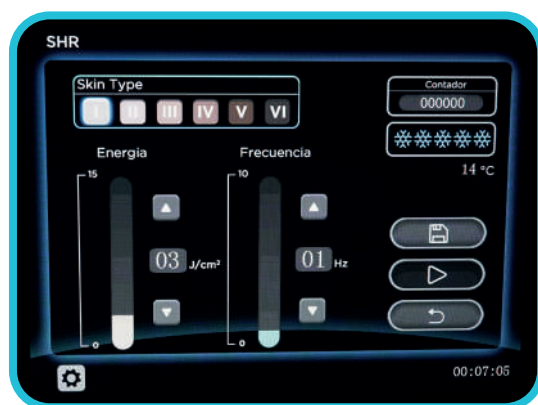 SHR
Skin Type
I II III IV V VI
Contador
000000
14 °C
Energia
Frecuencia
15
03 J/cm²
0
10
01 Hz
0
00:07:05